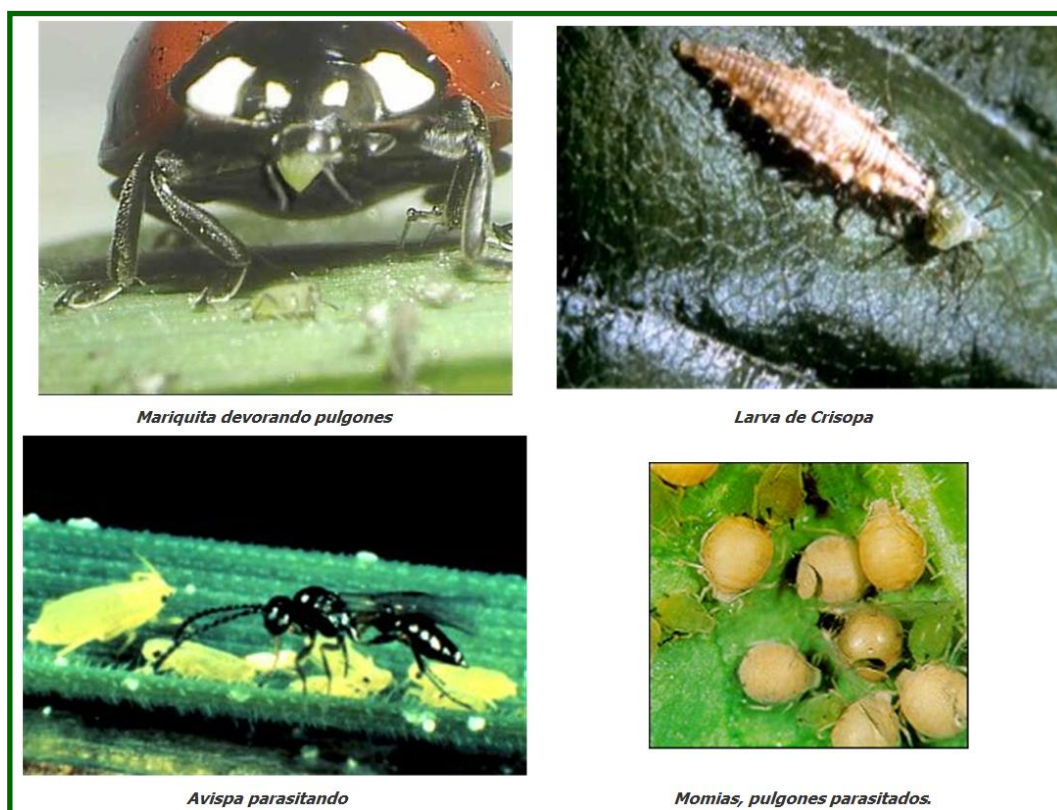 Mariquita devorando pulgones
Larva de Crisopa
Avispa parasitando
Momias, pulgones parasitados.